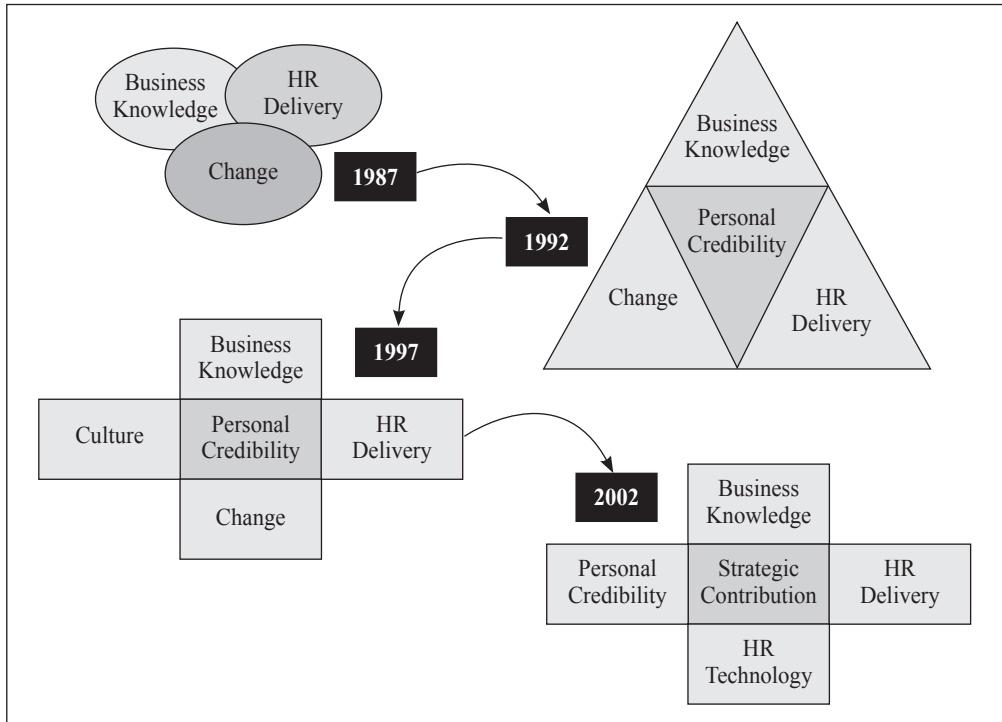 Business
Knowledge
HR
Delivery
Change
1987
1992
Business
Knowledge
Personal
Credibility
Change
HR
Delivery
1997
Business
Knowledge
Culture
Personal
Credibility
HR
Delivery
Change
2002
Business
Knowledge
Personal
Credibility
Strategic
Contribution
HR
Delivery
HR
Technology